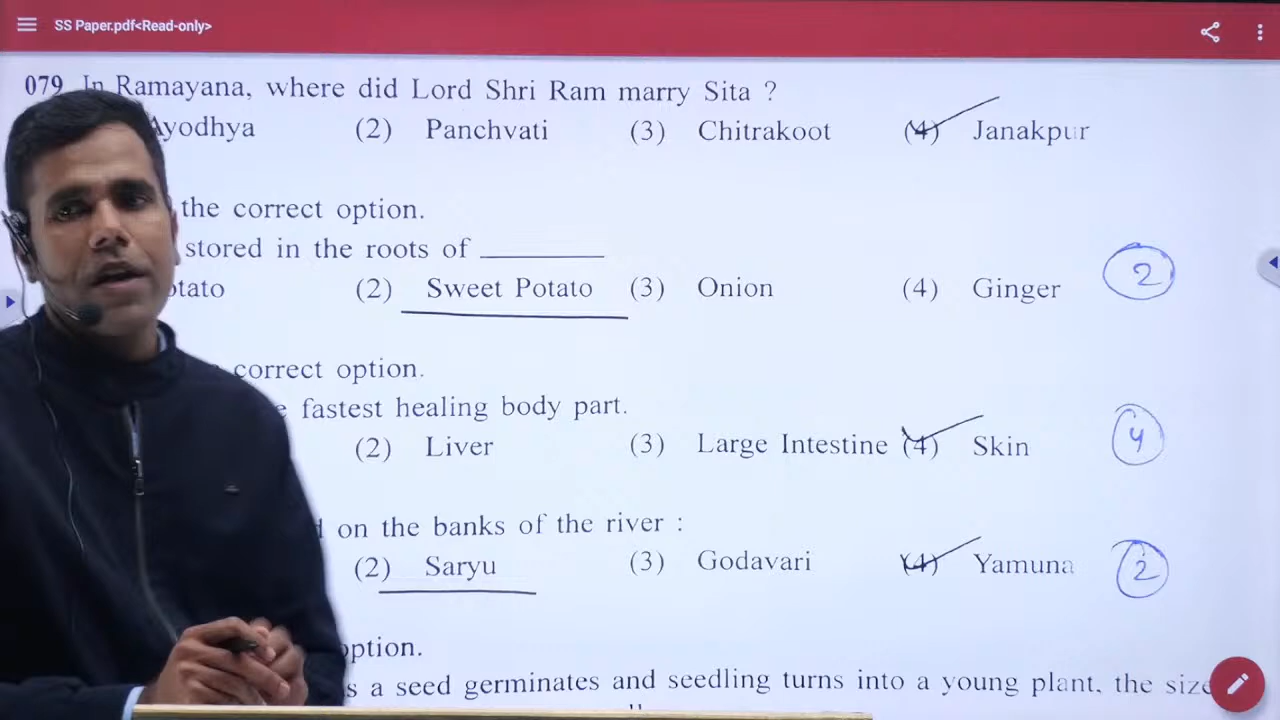 SS Paper.pdf<Read-only>
079 In Ramayana, where did Lord Shri Ram marry Sita ?
Ayodhya (2) Panchvati (3) Chitrakoot (4) Janakpur
the correct option.
stored in the roots of ________
(2) Sweet Potato (3) Onion (4) Ginger 2
correct option.
fastest healing body part.
(2) Liver (3) Large Intestine (4) Skin 4
on the banks of the river :
(2) Saryu (3) Godavari (4) Yamuna 2
a seed germinates and seedling turns into a young plant, the size